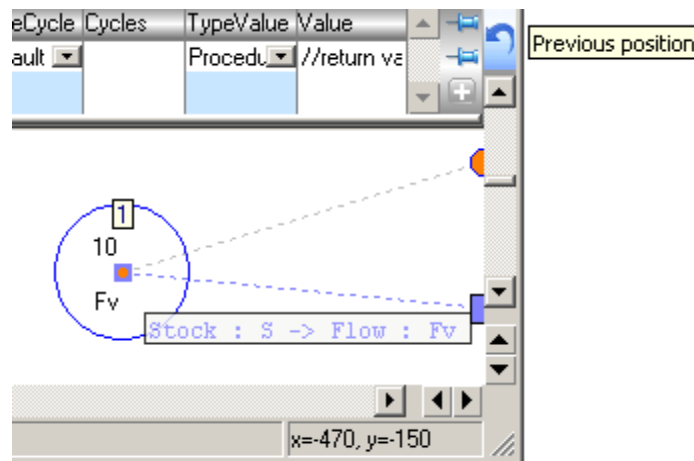 eCycle Cycles TypeValue Value
Previous position
ault Procedu //return va
1
10
Fv
Stock : S -> Flow : Fv
x=-470, y=-150